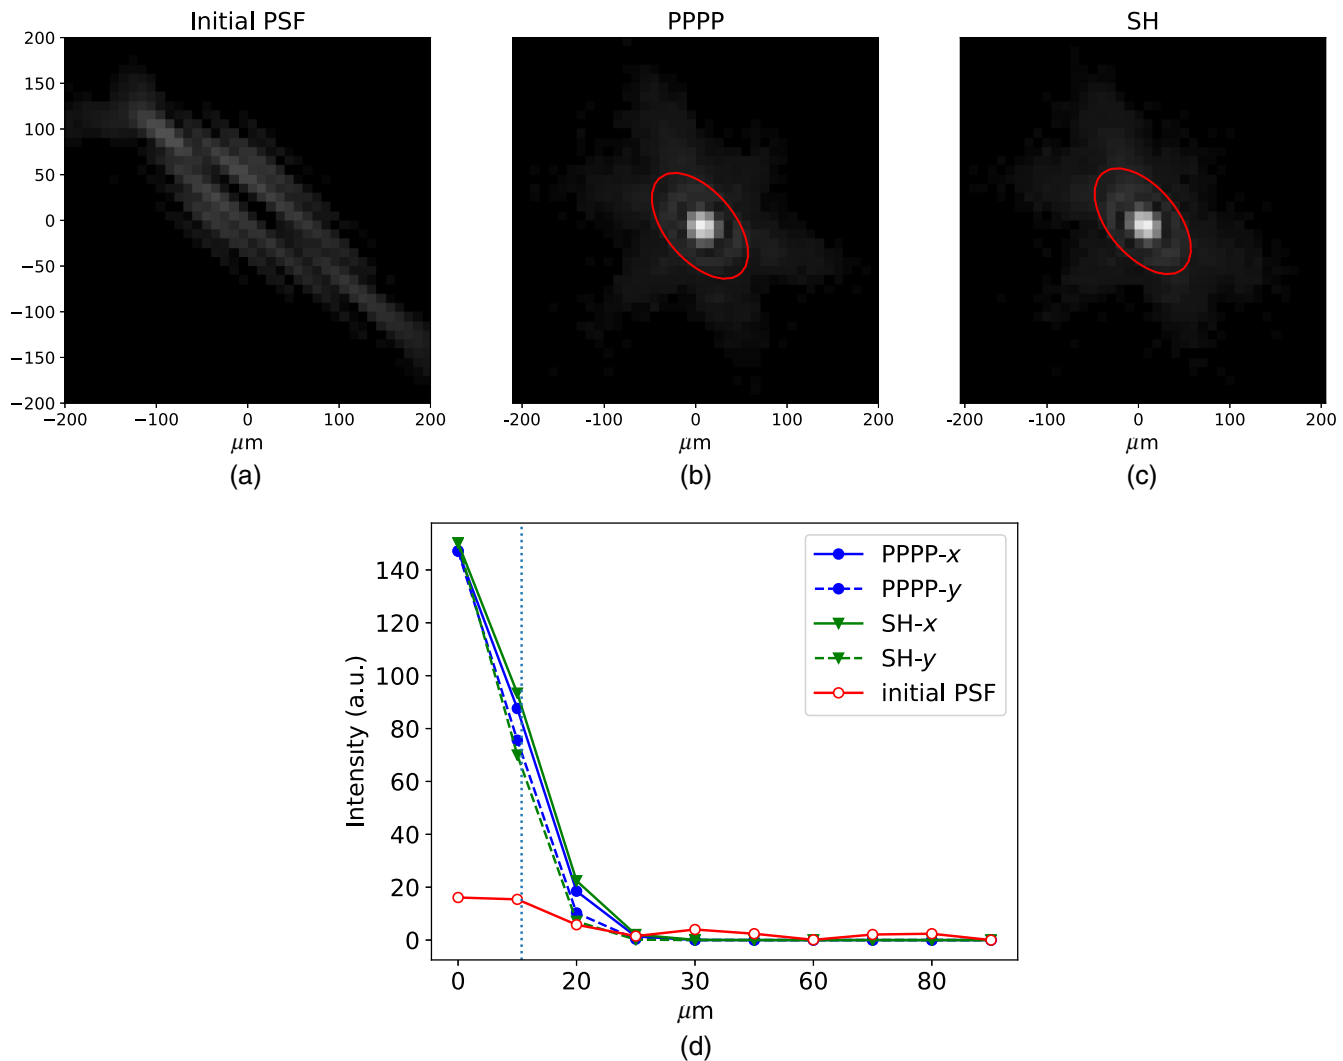 Initial PSF
PPPP
SH
200
150
100
50
0
−50
−100
−150
−200
−200 −100 0 100 200
-200 -100 0 100 200
-200 -100 0 100 200
μm
μm
μm
(a)
(b)
(c)
140
120
100
80
60
40
20
0
Intensity (a.u.)
PPPP-x
PPPP-y
SH-x
SH-y
initial PSF
0 20 30 60 80
μm
(d)